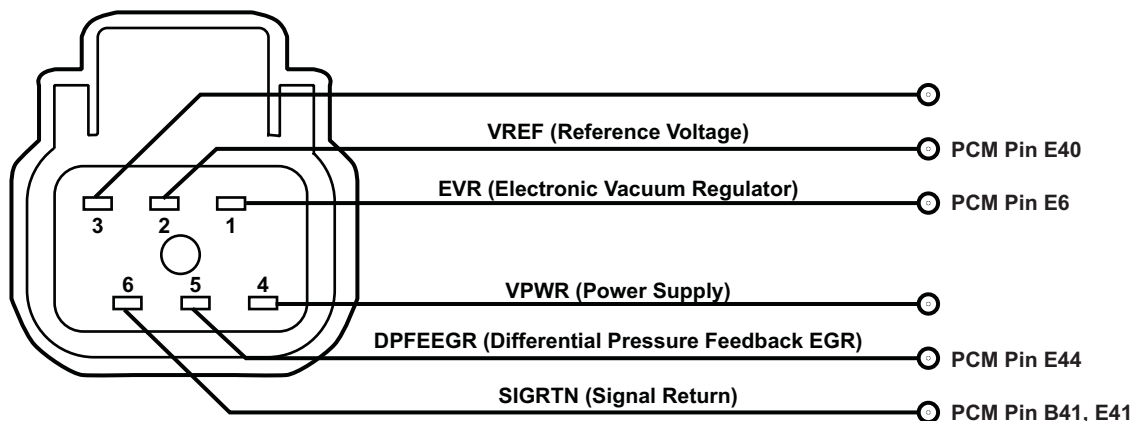 VREF (Reference Voltage)
PCM Pin E40
EVR (Electronic Vacuum Regulator)
PCM Pin E6
3 2 1
6 5 4
VPWR (Power Supply)
DPFEEGR (Differential Pressure Feedback EGR)
PCM Pin E44
SIGRTN (Signal Return)
PCM Pin B41, E41